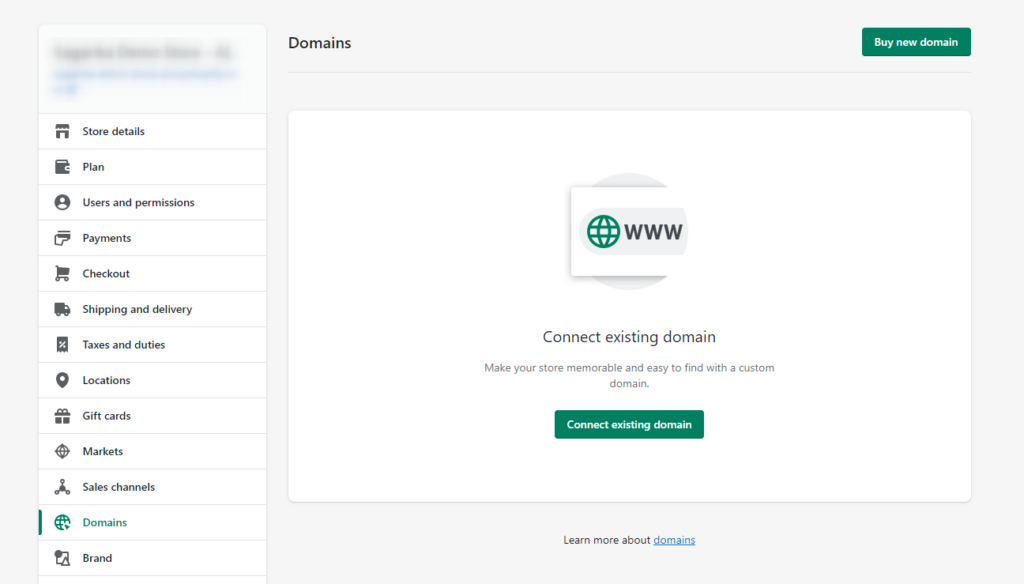 Store details
Plan
Users and permissions
Payments
Checkout
Shipping and delivery
Taxes and duties
Locations
Gift cards
Markets
Sales channels
Domains
Brand
Domains
Buy new domain
WWW
Connect existing domain
Make your store memorable and easy to find with a custom
domain.
Connect existing domain
Learn more about domains